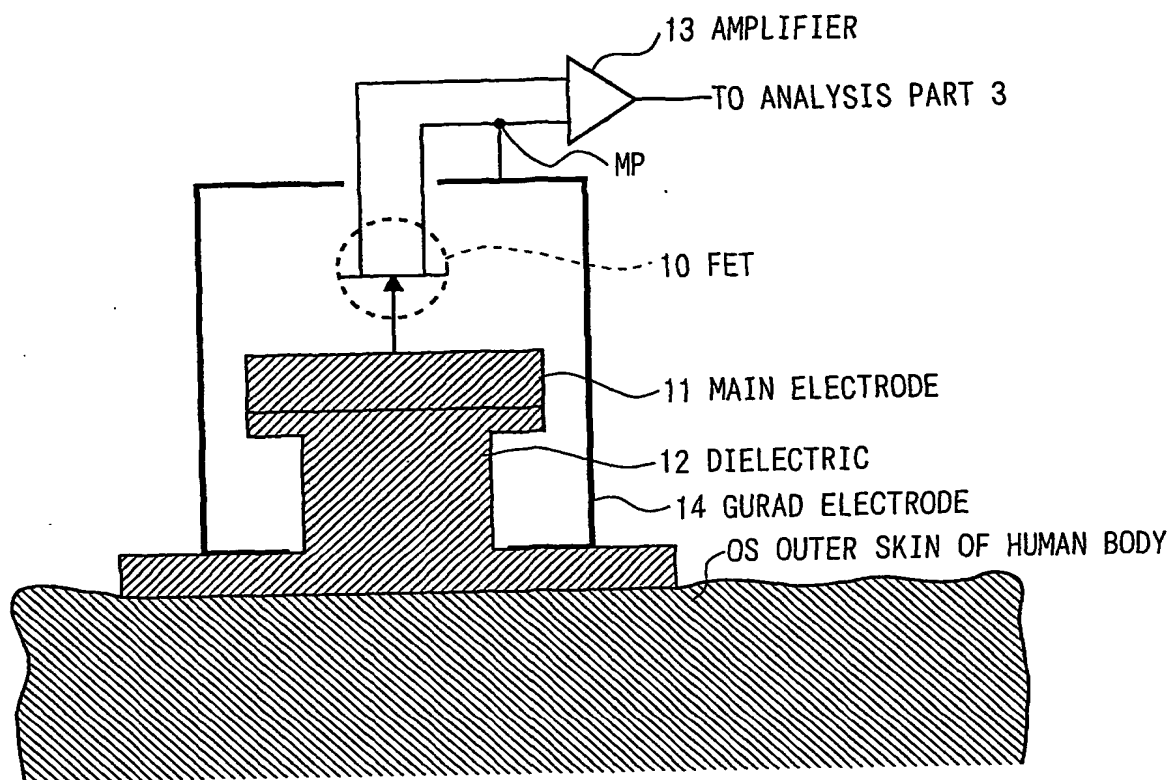 13 AMPLIFIER
TO ANALYSIS PART 3
MP
10 FET
11 MAIN ELECTRODE
12 DIELECTRIC
14 GURAD ELECTRODE
OS OUTER SKIN OF HUMAN BODY